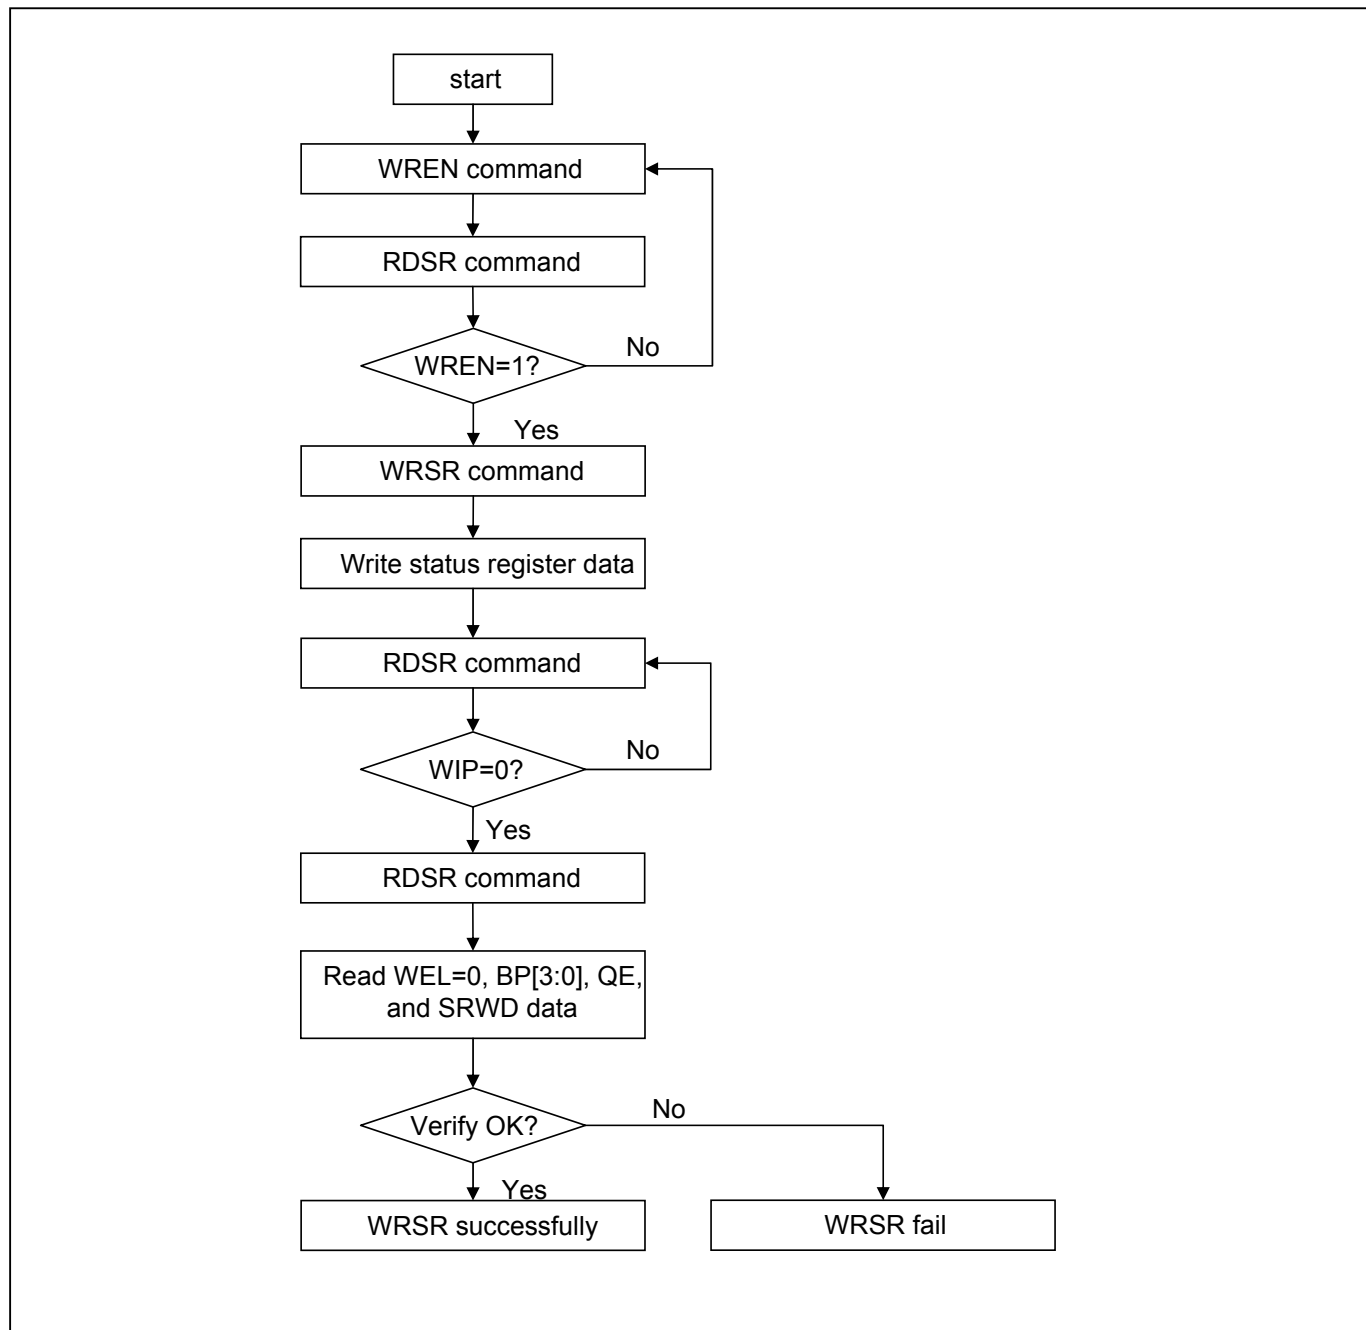 start
WREN command
RDSR command
WREN=1?
No
Yes
WRSR command
Write status register data
RDSR command
WIP=0?
No
Yes
RDSR command
Read WEL=0, BP[3:0], QE,
and SRWD data
Verify OK?
No
Yes
WRSR successfully
WRSR fail